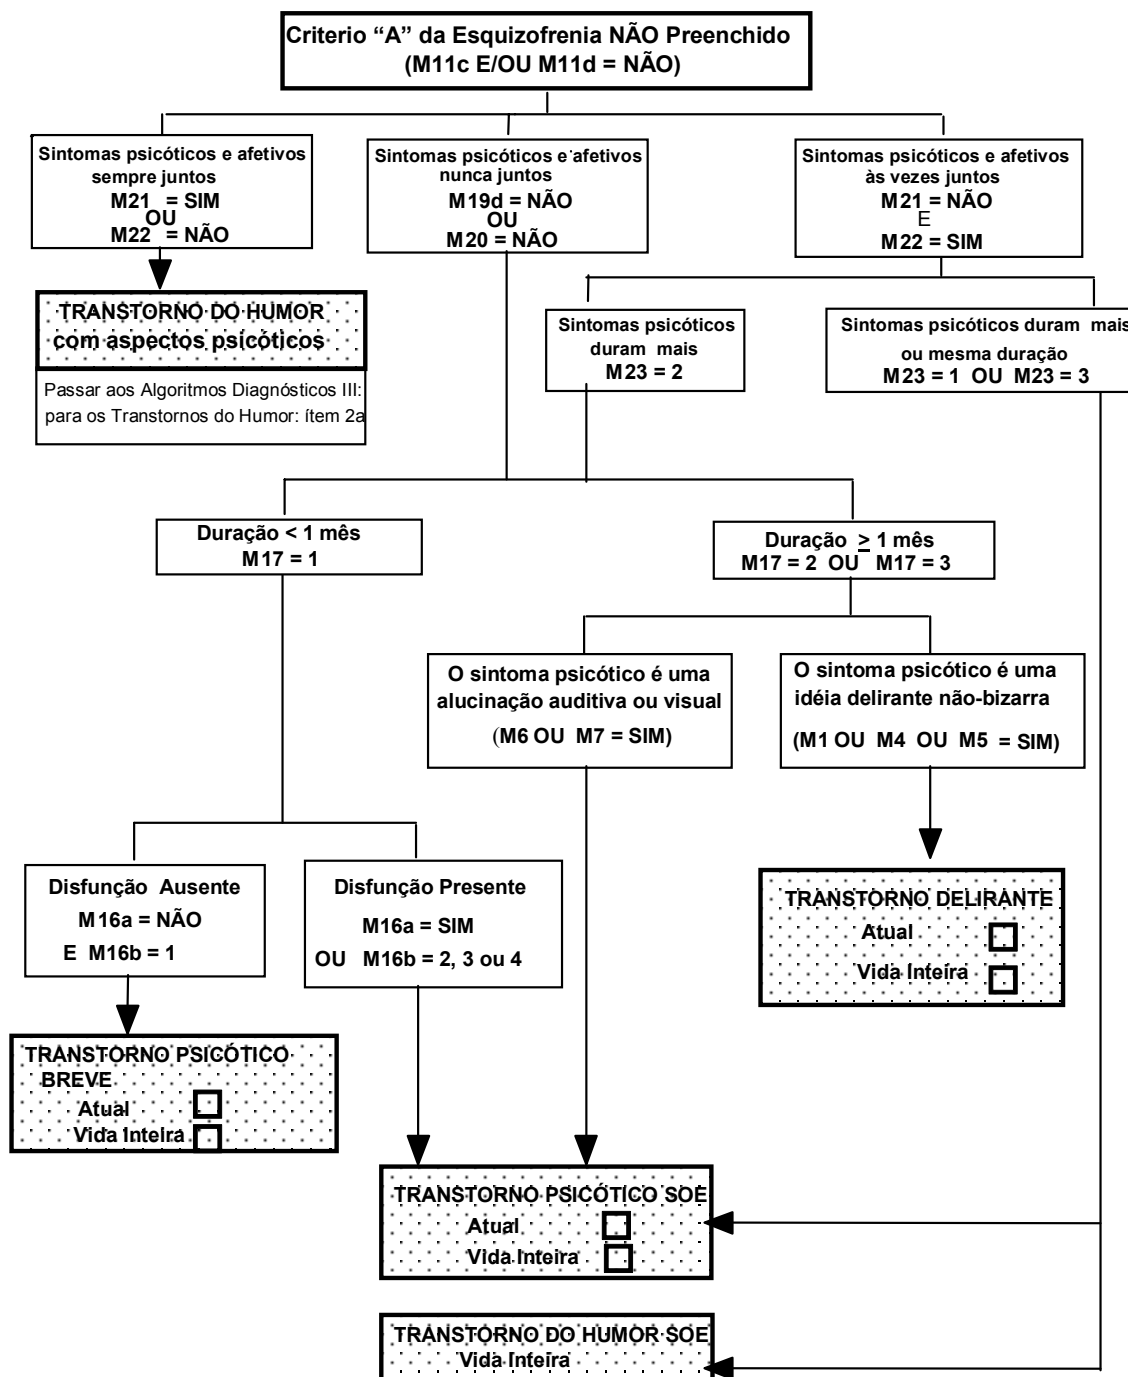 Criterio “A” da Esquizofrenia NÃO Preenchido
(M11c E/OU M11d = NÃO)
Sintomas psicóticos e afetivos
sempre juntos
M21 = SIM
OU
M22 = NÃO
Sintomas psicóticos e afetivos
nunca juntos
M19d = NÃO
OU
M20 = NÃO
Sintomas psicóticos e afetivos
às vezes juntos
M21 = NÃO
E
M22 = SIM
TRANSTORNO DO HUMOR
com aspectos psicóticos
Passar aos Algoritmos Diagnósticos III:
para os Transtornos do Humor: ítem 2a
Sintomas psicóticos
duram mais
M23 = 2
Sintomas psicóticos duram mais
ou mesma duração
M23 = 1 OU M23 = 3
Duração < 1 mês
M17 = 1
Duração ≥ 1 mês
M17 = 2 OU M17 = 3
O sintoma psicótico é uma
alucinação auditiva ou visual
(M6 OU M7 = SIM)
O sintoma psicótico é uma
idéia delirante não-bizarra
(M1 OU M4 OU M5 = SIM)
Disfunção Ausente
M16a = NÃO
E M16b = 1
Disfunção Presente
M16a = SIM
OU M16b = 2, 3 ou 4
TRANSTORNO DELIRANTE
Atual
Vida Inteira
TRANSTORNO PSICÓTICO
BREVE
Atual
Vida Inteira
TRANSTORNO PSICÓTICO SOE
Atual
Vida Inteira
TRANSTORNO DO HUMOR SOE
Vida Inteira